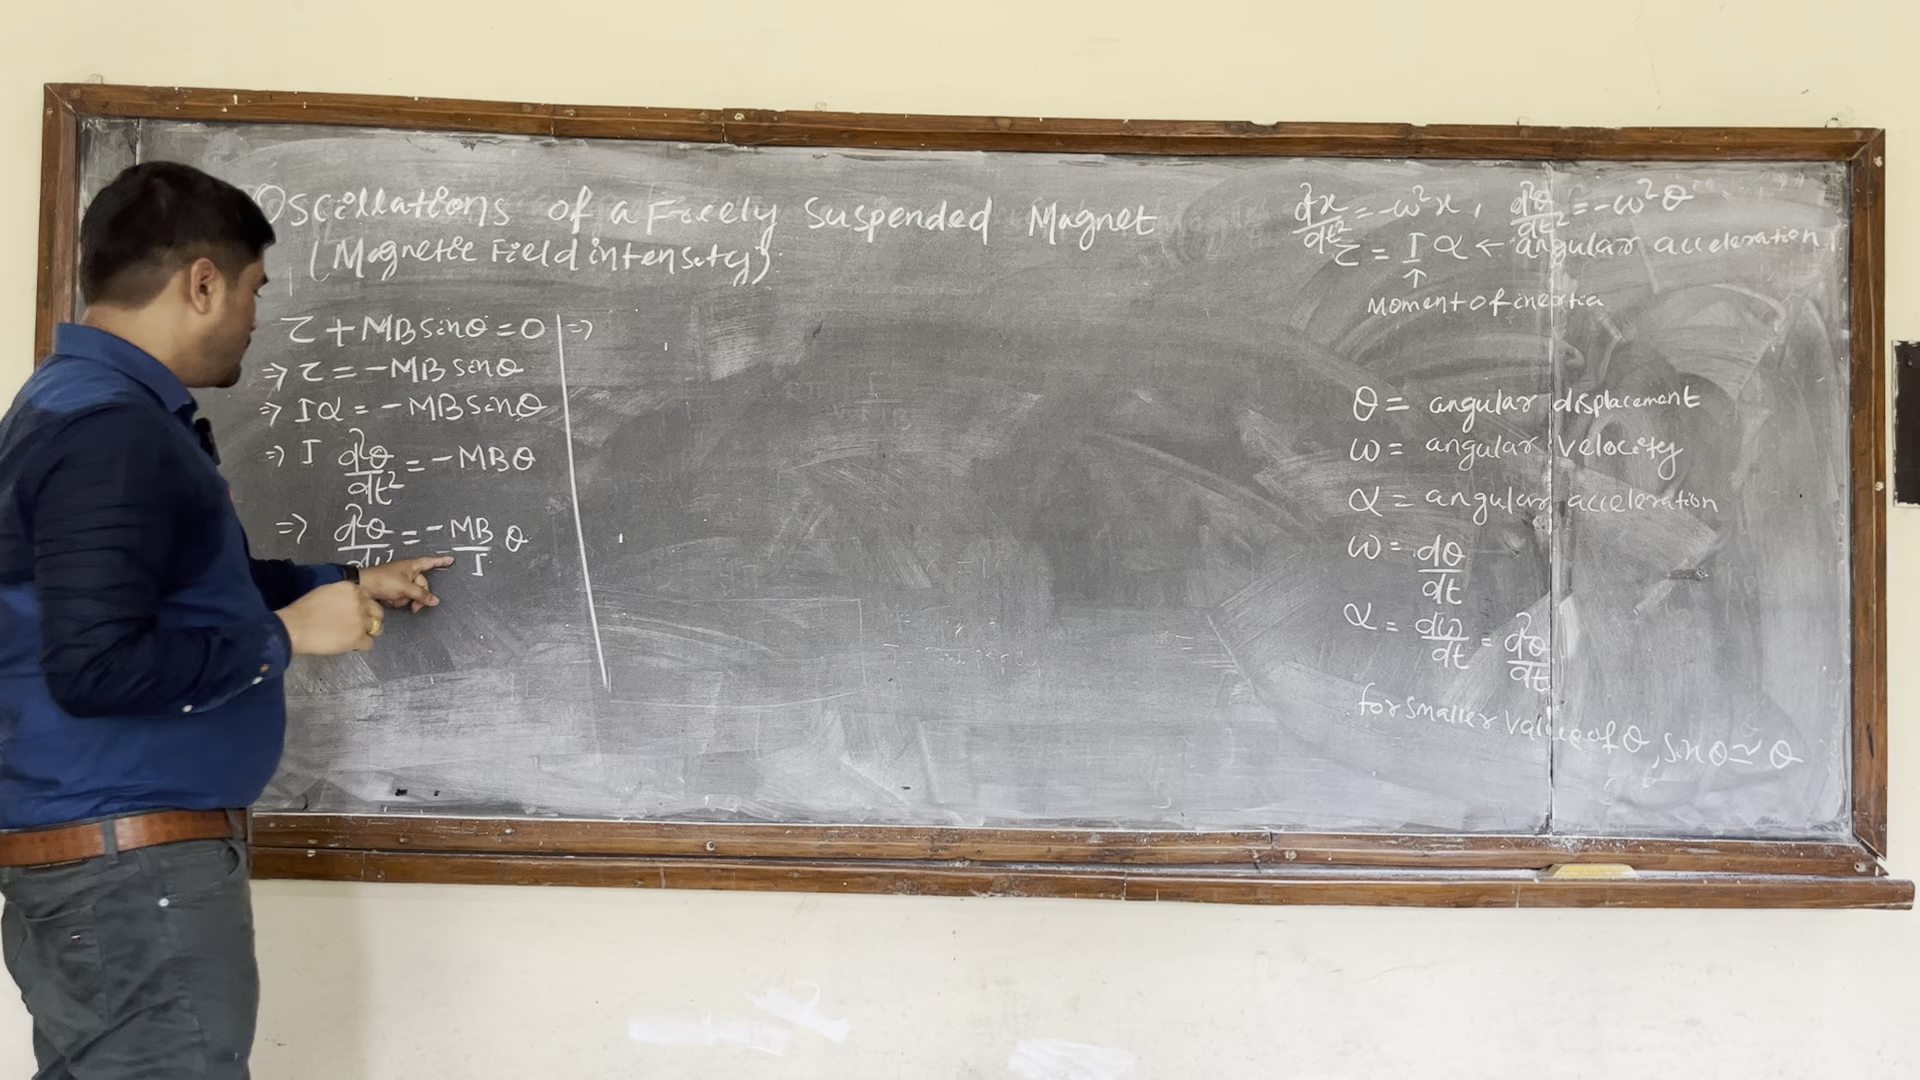 Oscillations of a Freely Suspended Magnet
(Magnetic Field intensity)
τ + MB sinθ = 0 ⇒
⇒ τ = - MB sinθ
⇒ Iα = - MB sinθ
⇒ I d²θ/dt² = - MBθ
⇒ d²θ/dt² = - MB/I θ
d²x/dt² = -ω²x, d²θ/dt² = -ω²θ
τ = I α ← angular acceleration
↑
Moment of inertia
θ = angular displacement
ω = angular velocity
α = angular acceleration
ω = dθ/dt
α = dω/dt = d²θ/dt
for smaller value of θ, sinθ ≃ θ